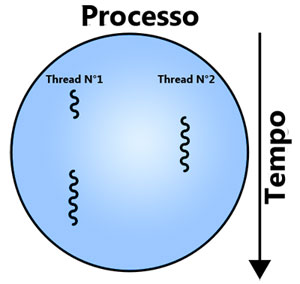 Processo
Thread N°1
Thread N°2
Tempo